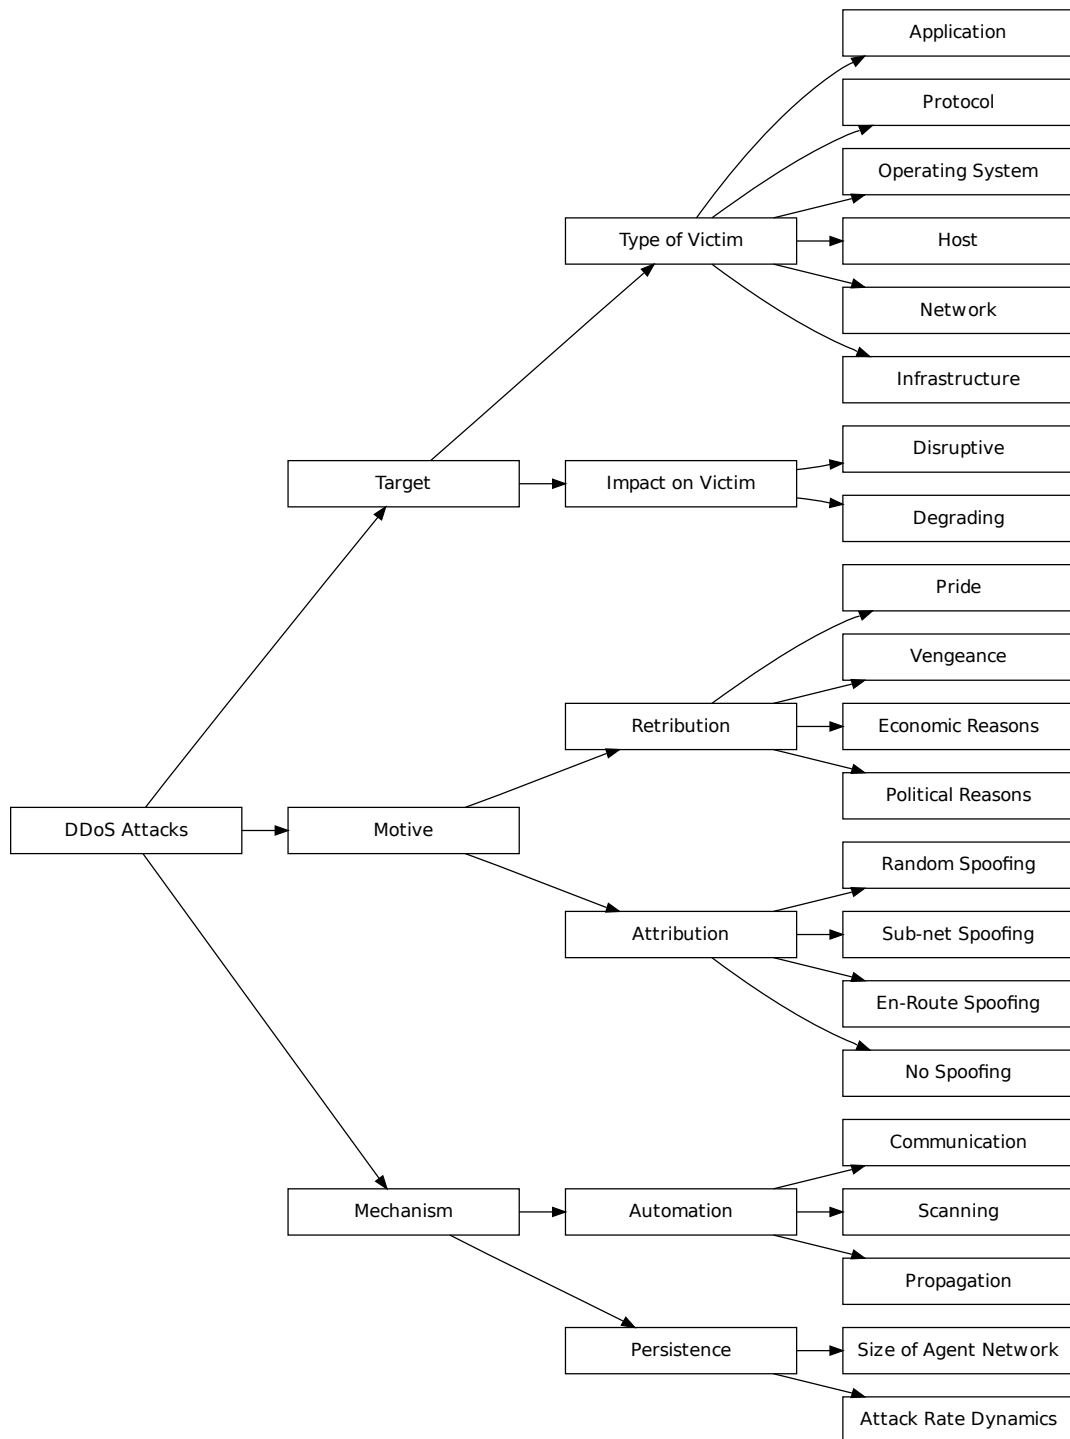 Application
Protocol
Operating System
Type of Victim
Host
Network
Infrastructure
Disruptive
Target
Impact on Victim
Degrading
Pride
Vengeance
Retribution
Economic Reasons
Political Reasons
DDoS Attacks
Motive
Random Spoofing
Attribution
Sub-net Spoofing
En-Route Spoofing
No Spoofing
Communication
Mechanism
Automation
Scanning
Propagation
Persistence
Size of Agent Network
Attack Rate Dynamics